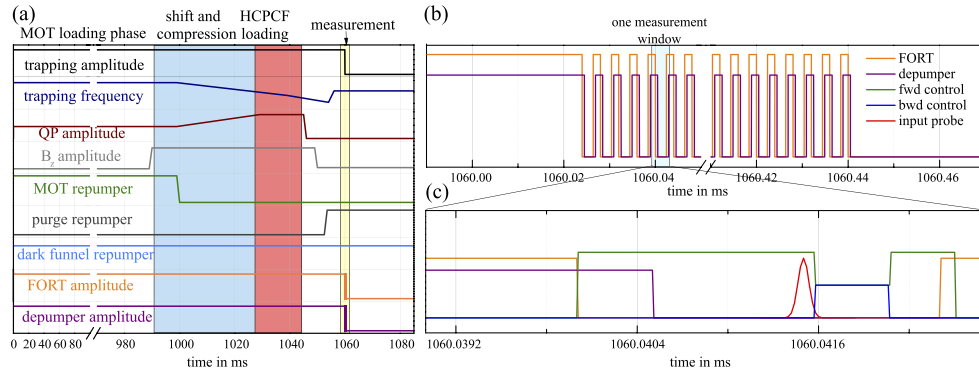 (a)
MOT loading phase
shift and
compression
HCPCF
loading
measurement
trapping amplitude
trapping frequency
QP amplitude
B_z amplitude
MOT repumper
purge repumper
dark funnel repumper
FORT amplitude
depumper amplitude
0 20 40 60 80 980 1000 1020 1040 1060 1080
time in ms
(b)
one measurement
window
FORT
depumper
fwd control
bwd control
input probe
1060.00 1060.02 1060.04 1060.42 1060.44 1060.46
time in ms
(c)
1060.0392 1060.0404 1060.0416
time in ms